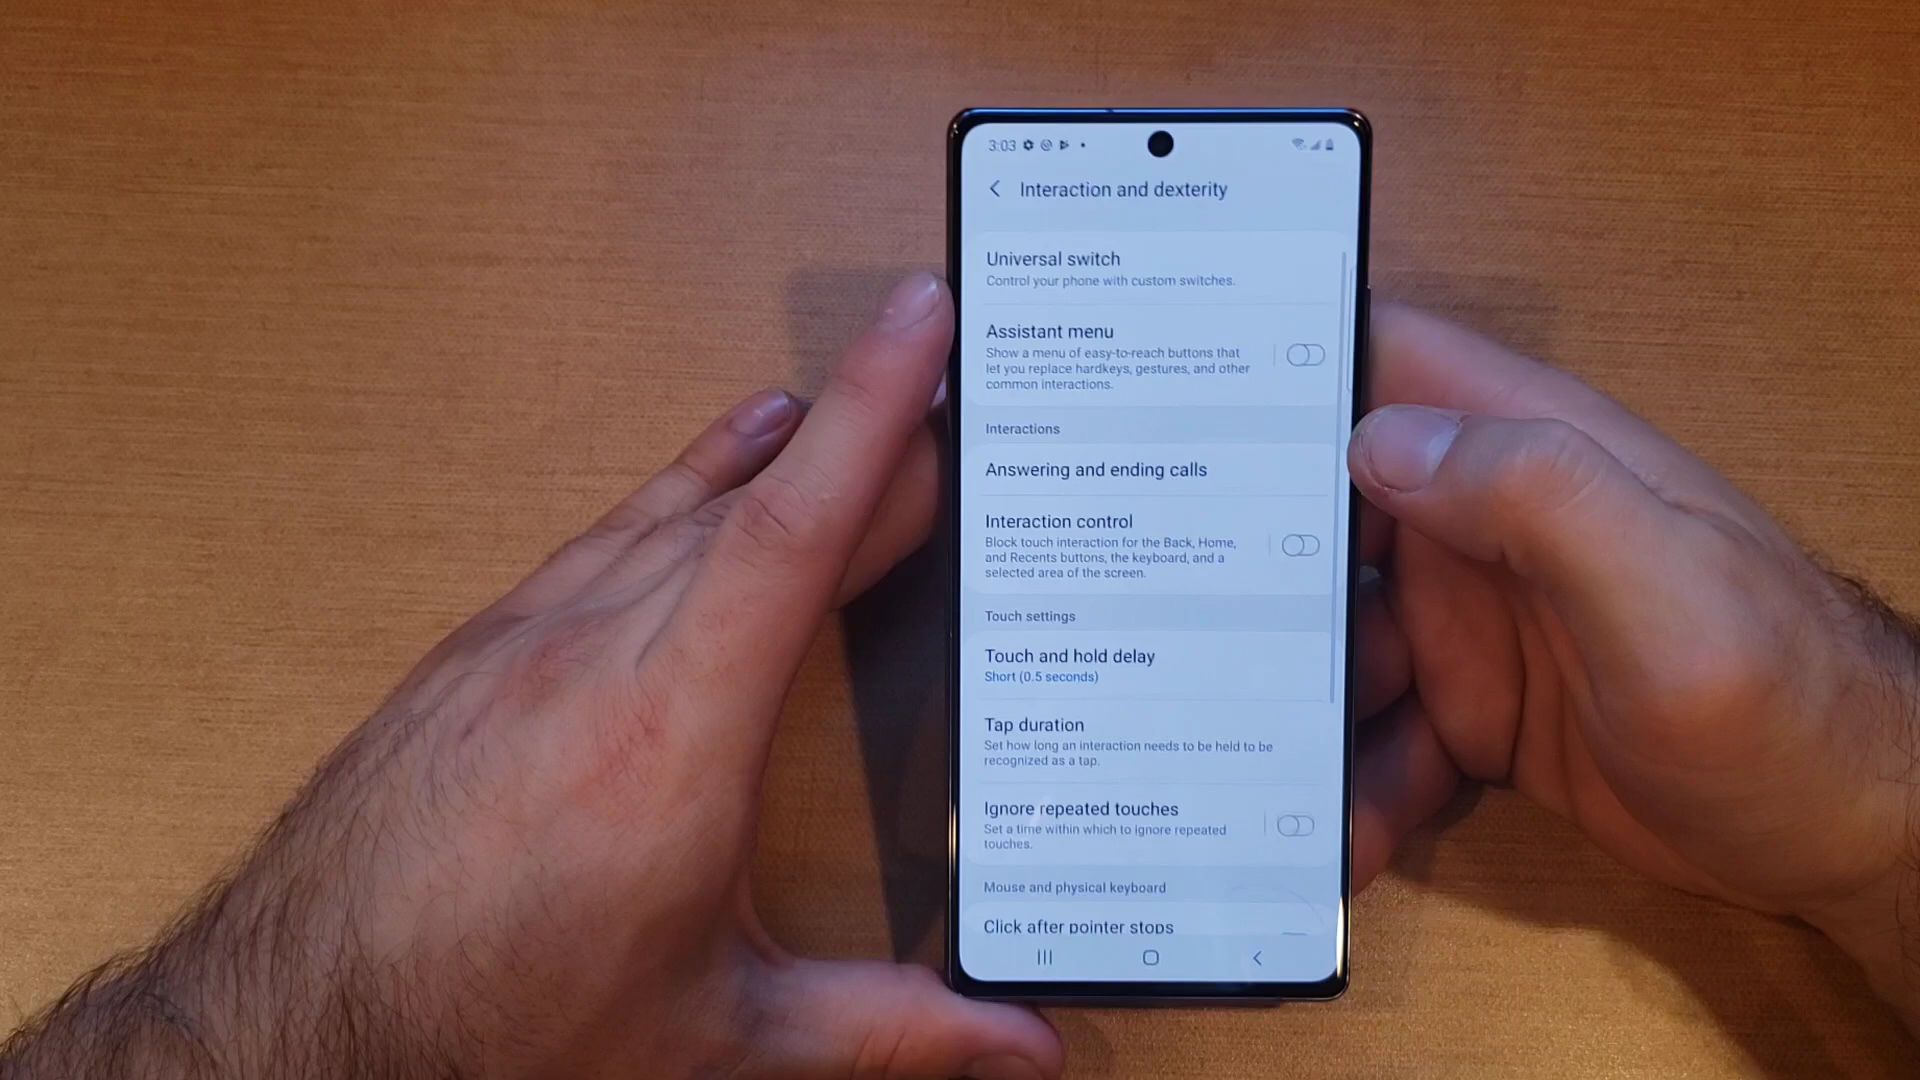 3:03
Interaction and dexterity
Universal switch
Control your phone with custom switches.
Assistant menu
Show a menu of easy-to-reach buttons that
let you replace hardkeys, gestures, and other
common interactions.
Interactions
Answering and ending calls
Interaction control
Block touch interaction for the Back, Home,
and Recents buttons, the keyboard, and a
selected area of the screen.
Touch settings
Touch and hold delay
Short (0.5 seconds)
Tap duration
Set how long an interaction needs to be held to be
recognized as a tap.
Ignore repeated touches
Set a time within which to ignore repeated
touches.
Mouse and physical keyboard
Click after pointer stops